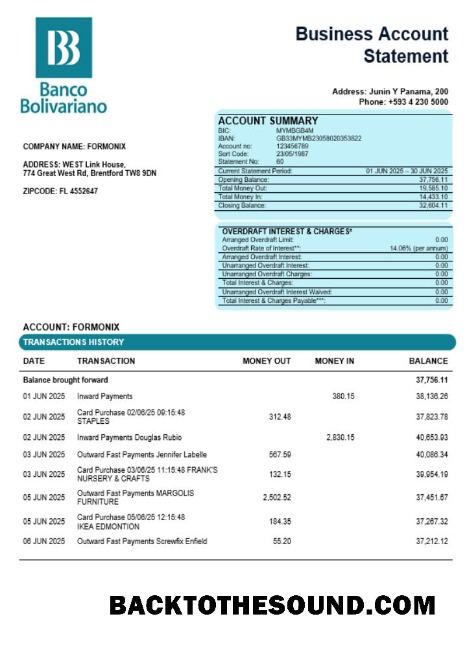 Business Account
Statement
Banco
Bolivariano
Address: Junin Y Panama, 200
Phone: +593 4 230 5000
COMPANY NAME: FORMONIX
ADDRESS: WEST Link House,
774 Great West Rd, Brentford TW8 9DN
ZIPCODE: FL 4552647
ACCOUNT SUMMARY
BIC: MYMBGB4M
IBAN: GB33MYMB23058020353822
Account no: 123456789
Sort Code: 23/05/1987
Statement No: 60
Current Statement Period: 01 JUN 2025 – 30 JUN 2025
Opening Balance: 37,756.11
Total Money Out: 19,585.10
Total Money In: 14,433.10
Closing Balance: 32,604.11
OVERDRAFT INTEREST & CHARGES*
Arranged Overdraft Limit: 0.00
Overdraft Rate of Interest**: 14.06% (per annum)
Arranged Overdraft Interest: 0.00
Unarranged Overdraft Interest: 0.00
Unarranged Overdraft Charges: 0.00
Total Interest & Charges: 0.00
Unarranged Overdraft Interest Waived: 0.00
Total Interest & Charges Payable***: 0.00
ACCOUNT: FORMONIX
TRANSACTIONS HISTORY
DATE TRANSACTION MONEY OUT MONEY IN BALANCE
Balance brought forward 37,756.11
01 JUN 2025 Inward Payments 380.15 38,136.26
02 JUN 2025 Card Purchase 02/06/25 09:15:48 312.48 37,823.78
STAPLES
02 JUN 2025 Inward Payments Douglas Rubio 2,830.15 40,653.93
03 JUN 2025 Outward Fast Payments Jennifer Labelle 567.59 40,086.34
03 JUN 2025 Card Purchase 03/06/25 11:15:48 FRANK'S 132.15 39,954.19
NURSERY & CRAFTS
05 JUN 2025 Outward Fast Payments MARGOLIS 2,502.52 37,451.67
FURNITURE
05 JUN 2025 Card Purchase 05/06/25 12:15:48 184.35 37,267.32
IKEA EDMONTION
06 JUN 2025 Outward Fast Payments Screwfix Enfield 55.20 37,212.12
BACKTOTHESOUND.COM